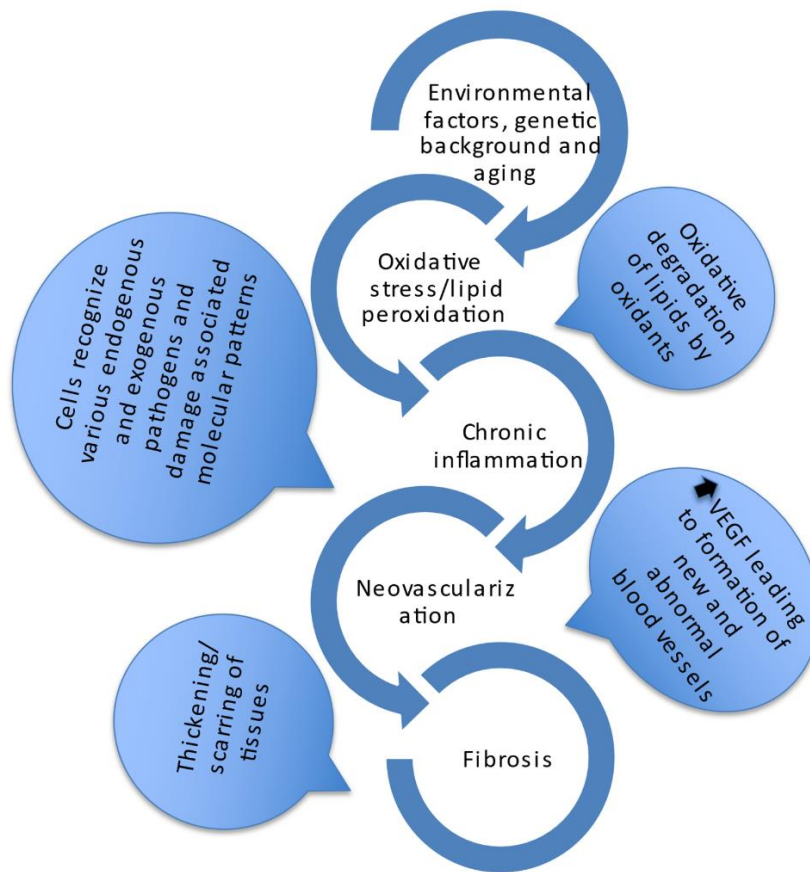 Environmental
factors, genetic
background and
aging
Oxidative
stress/lipid
peroxidation
Oxidative
degradation
of lipids by
oxidants
Cells recognize
various endogenous
and exogenous
pathogens and
damage associated
molecular patterns
Chronic
inflammation
VEGF leading
to formation of
new and
abnormal
blood vessels
Neovasculariz
ation
Thickening/
scarring of
tissues
Fibrosis